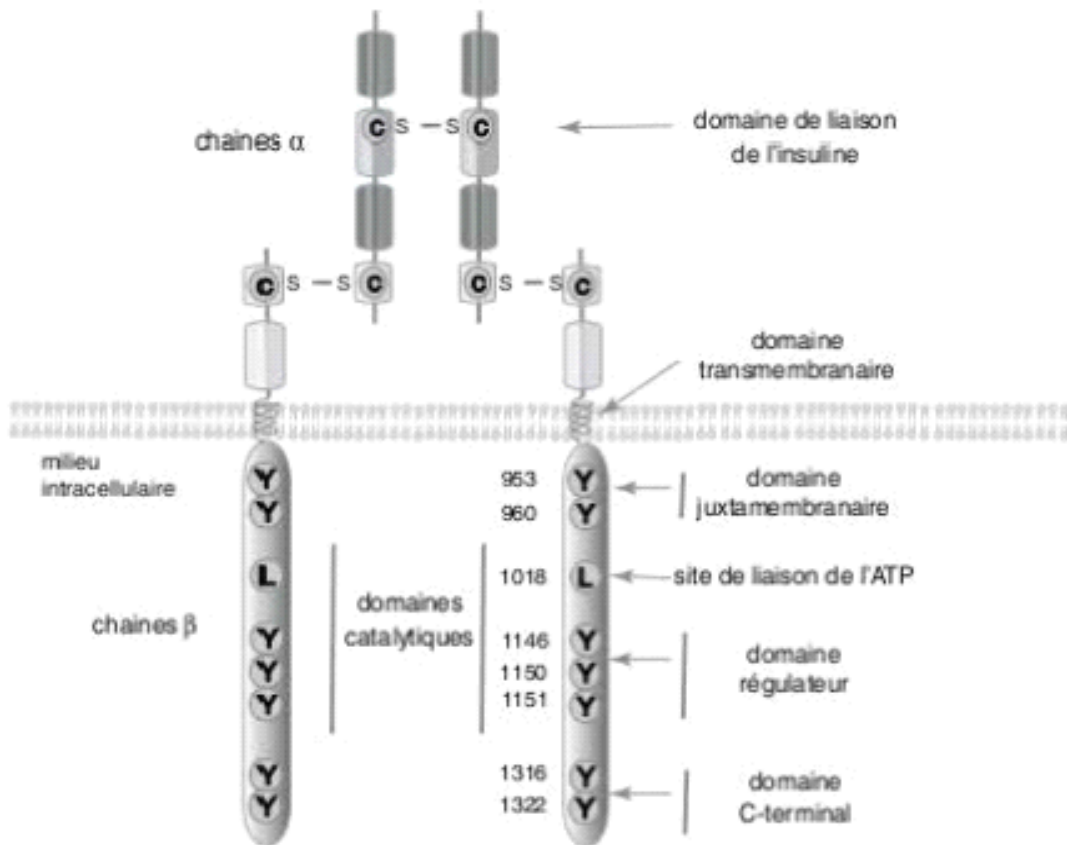 C S – S C
domaine de liaison
de l'insuline
chaines α
C S – S C
C S – S C
domaine
transmembranaire
milieu
intracellulaire
Y 953 Y
domaine
juxtamembranaire
Y 960 Y
L 1018 L
site de liaison de l'ATP
domaines
catalytiques
chaines β
Y 1146 Y
Y 1150 Y
Y 1151 Y
domaine
régulateur
Y 1316 Y
Y 1322 Y
domaine
C-terminal